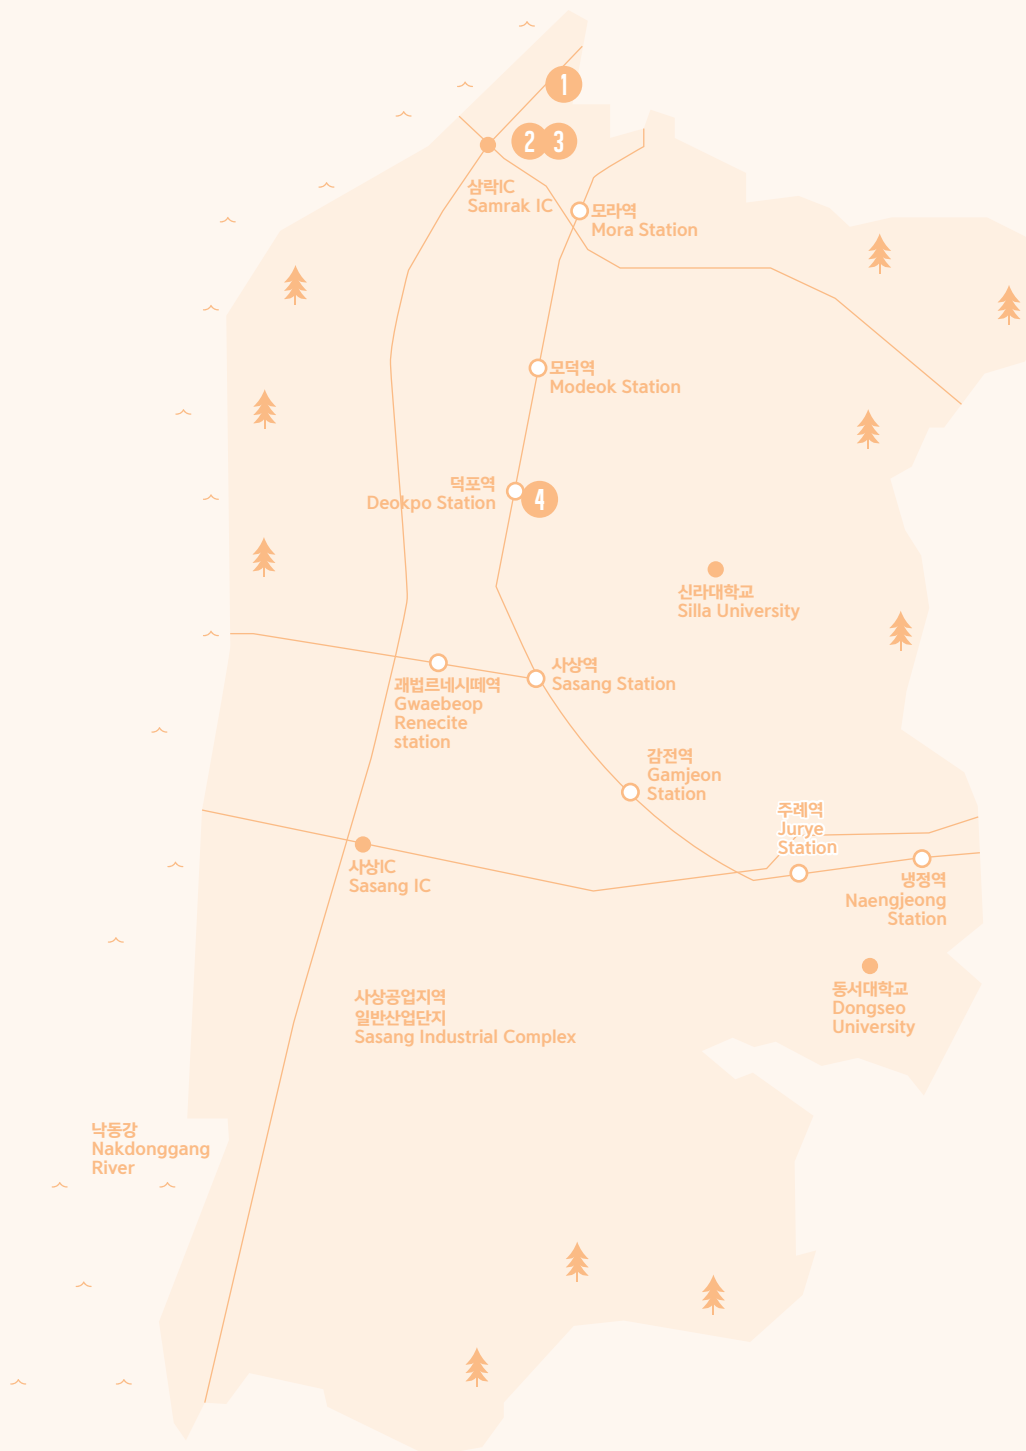 1
2
3
삼락IC
Samrak IC
모라역
Mora Station
모덕역
Modeok Station
덕포역
Deokpo Station
4
신라대학교
Silla University
사상역
Sasang Station
괘법르네시떼역
Gwaebeop
Renecite
station
감전역
Gamjeon
Station
주례역
Jurye
Station
사상IC
Sasang IC
냉정역
Naengjeong
Station
동서대학교
Dongseo
University
사상공업지역
일반산업단지
Sasang Industrial Complex
낙동강
Nakdonggang
River